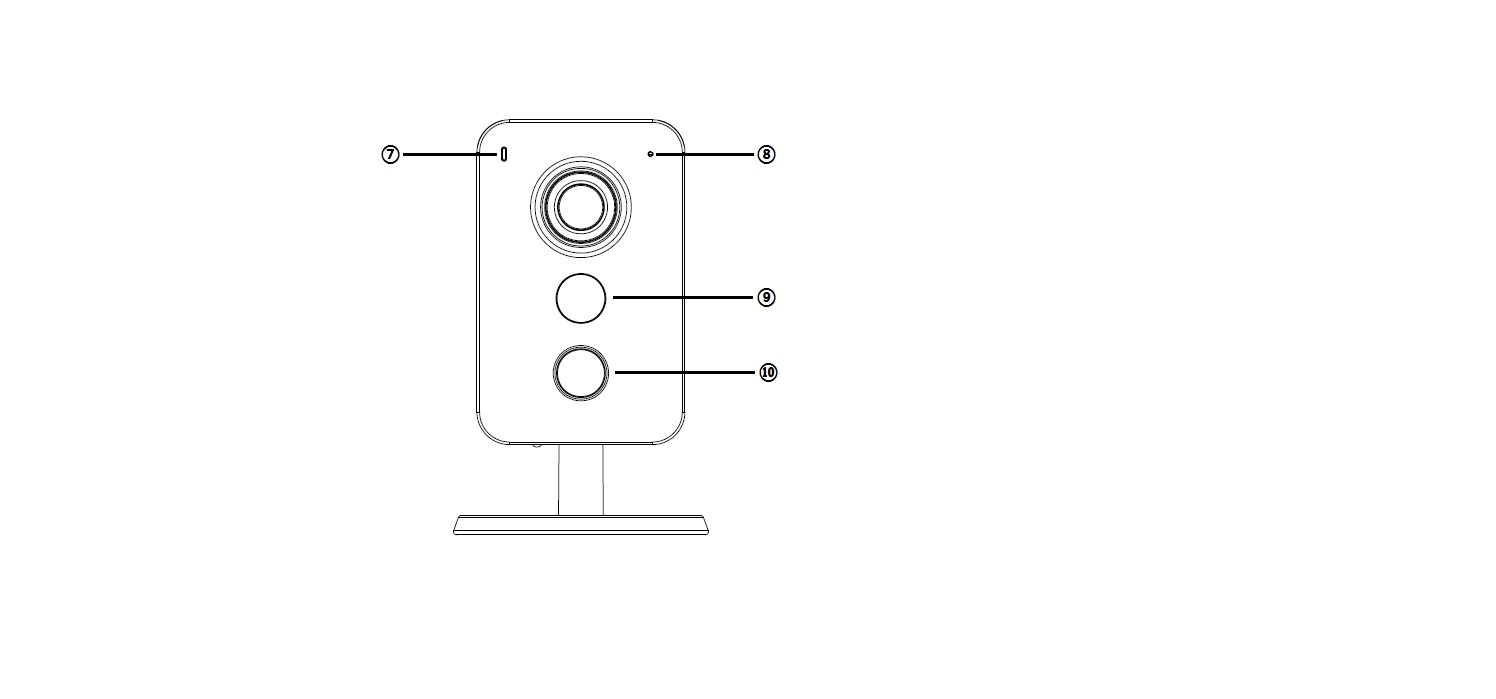 ⑦ ⑧
⑨
⑩